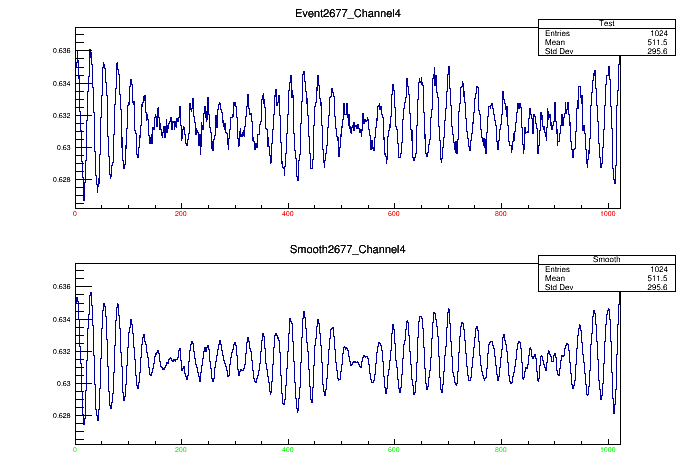 Event2677_Channel4
Test
Entries 1024
Mean 511.5
Std Dev 295.6
0.636
0.634
0.632
0.63
0.628
0 200 400 600 800 1000
Smooth2677_Channel4
Smooth
Entries 1024
Mean 511.5
Std Dev 295.6
0.636
0.634
0.632
0.63
0.628
0 200 400 600 800 1000